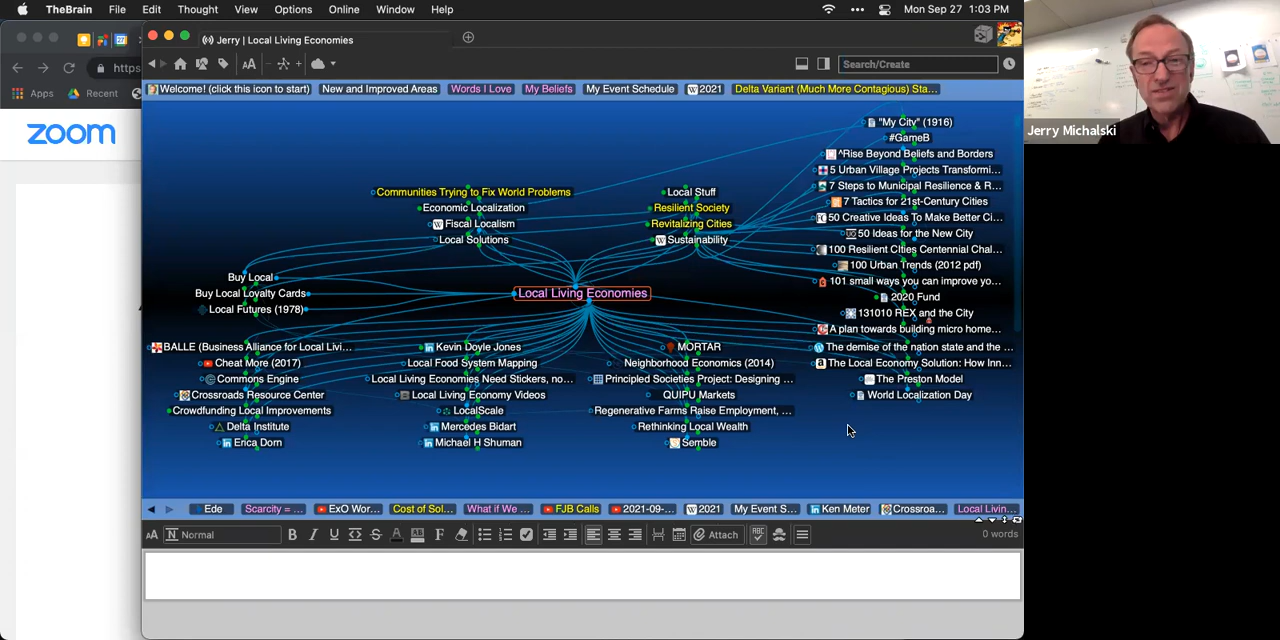 TheBrain File Edit Thought View Options Online Window Help
Mon Sep 27 1:03 PM
Jerry | Local Living Economies
https
Apps Recent
AA
Search/Create
Welcome! (click this icon to start) New and Improved Areas Words I Love My Beliefs My Event Schedule W 2021 Delta Variant (Much More Contagious) Sta...
zoom
Jerry Michalski
"My City" (1916)
#GameB
^Rise Beyond Beliefs and Borders
5 Urban Village Projects Transformi...
7 Steps to Municipal Resilience & R...
7 Tactics for 21st-Century Cities
50 Creative Ideas To Make Better Ci...
50 Ideas for the New City
100 Resilient CIties Centennial Chal...
100 Urban Trends (2012 pdf)
101 small ways you can improve yo...
2020 Fund
131010 REX and the City
A plan towards building micro home...
The demise of the nation state and the ...
The Local Economy Solution: How Inn...
The Preston Model
World Localization Day
Communities Trying to Fix World Problems
Economic Localization
W Fiscal Localism
Local Solutions
Local Stuff
Resilient Society
Revitalizing Cities
W Sustainability
Buy Local
Buy Local Loyalty Cards
Local Futures (1978)
Local Living Economies
BALLE (Business Alliance for Local Livi...
Cheat More (2017)
Commons Engine
Crossroads Resource Center
Crowdfunding Local Improvements
Delta Institute
Erica Dorn
in Kevin Doyle Jones
Local Food System Mapping
Local Living Economies Need Stickers, no...
Local Living Economy Videos
LocalScale
in Mercedes Bidart
in Michael H Shuman
MORTAR
Neighborhood Economics (2014)
Principled Societies Project: Designing ...
QUIPU Markets
Regenerative Farms Raise Employment, ...
Rethinking Local Wealth
Semble
Ede Scarcity = ... ExO Wor... Cost of Sol... What if We ... FJB Calls 2021-09-... W 2021 My Event S... in Ken Meter Crossroa... Local Livin...
AA N Normal B I U S A F Attach ABC 0 words